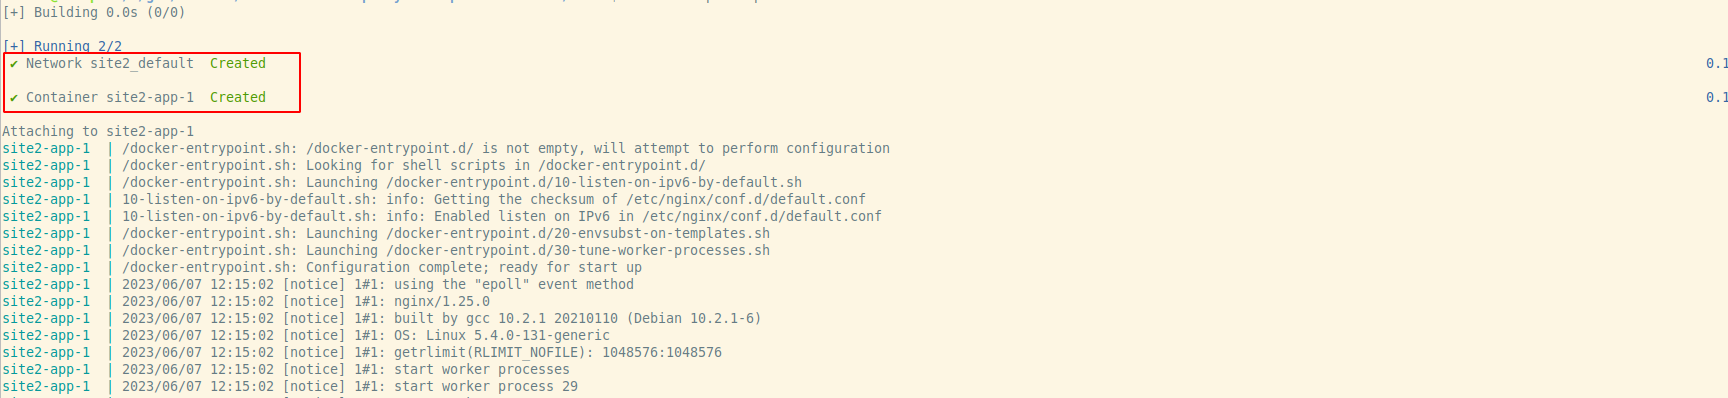 [+] Building 0.0s (0/0)
[+] Running 2/2
✔ Network site2_default  Created 0.1
✔ Container site2-app-1  Created 0.1
Attaching to site2-app-1
site2-app-1  | /docker-entrypoint.sh: /docker-entrypoint.d/ is not empty, will attempt to perform configuration
site2-app-1  | /docker-entrypoint.sh: Looking for shell scripts in /docker-entrypoint.d/
site2-app-1  | /docker-entrypoint.sh: Launching /docker-entrypoint.d/10-listen-on-ipv6-by-default.sh
site2-app-1  | 10-listen-on-ipv6-by-default.sh: info: Getting the checksum of /etc/nginx/conf.d/default.conf
site2-app-1  | 10-listen-on-ipv6-by-default.sh: info: Enabled listen on IPv6 in /etc/nginx/conf.d/default.conf
site2-app-1  | /docker-entrypoint.sh: Launching /docker-entrypoint.d/20-envsubst-on-templates.sh
site2-app-1  | /docker-entrypoint.sh: Launching /docker-entrypoint.d/30-tune-worker-processes.sh
site2-app-1  | /docker-entrypoint.sh: Configuration complete; ready for start up
site2-app-1  | 2023/06/07 12:15:02 [notice] 1#1: using the "epoll" event method
site2-app-1  | 2023/06/07 12:15:02 [notice] 1#1: nginx/1.25.0
site2-app-1  | 2023/06/07 12:15:02 [notice] 1#1: built by gcc 10.2.1 20210110 (Debian 10.2.1-6)
site2-app-1  | 2023/06/07 12:15:02 [notice] 1#1: OS: Linux 5.4.0-131-generic
site2-app-1  | 2023/06/07 12:15:02 [notice] 1#1: getrlimit(RLIMIT_NOFILE): 1048576:1048576
site2-app-1  | 2023/06/07 12:15:02 [notice] 1#1: start worker processes
site2-app-1  | 2023/06/07 12:15:02 [notice] 1#1: start worker process 29